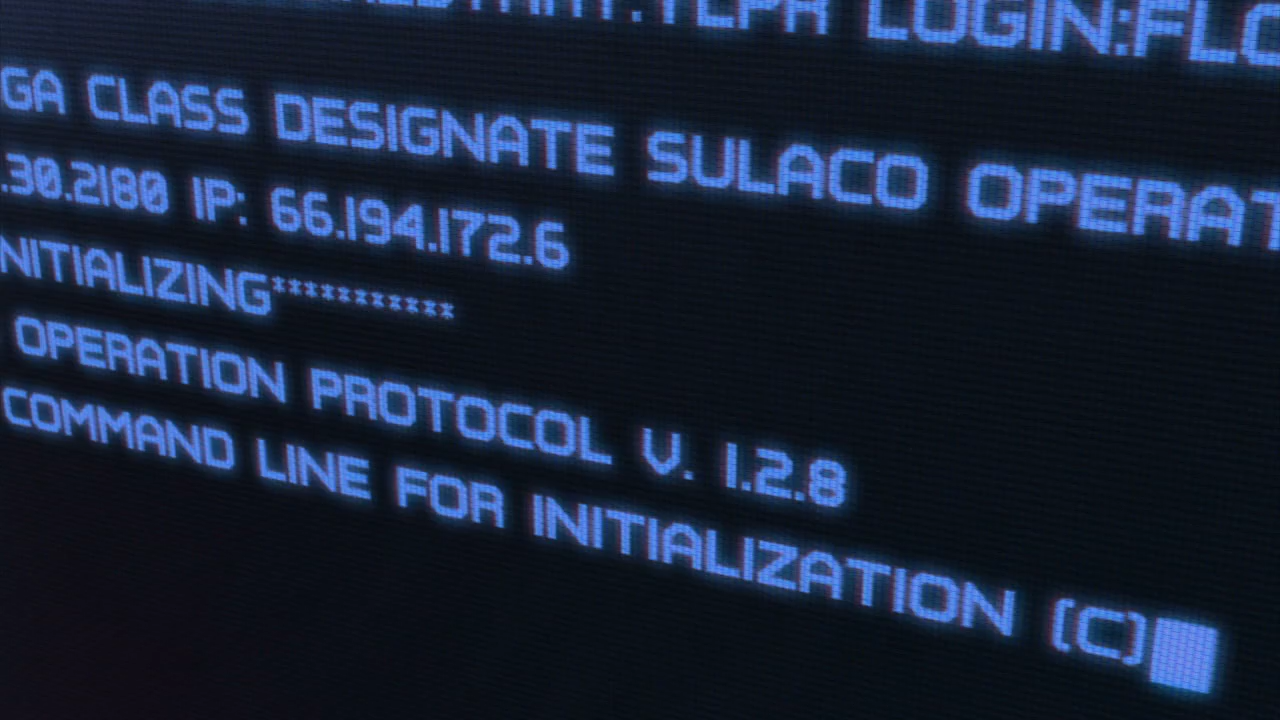 LOGIN:
GA CLASS DESIGNATE SULACO OPERAT
.30.2180 IP: 66.194.172.6
NITIALIZING***********
OPERATION PROTOCOL V. 1.2.8
COMMAND LINE FOR INITIALIZATION (C)